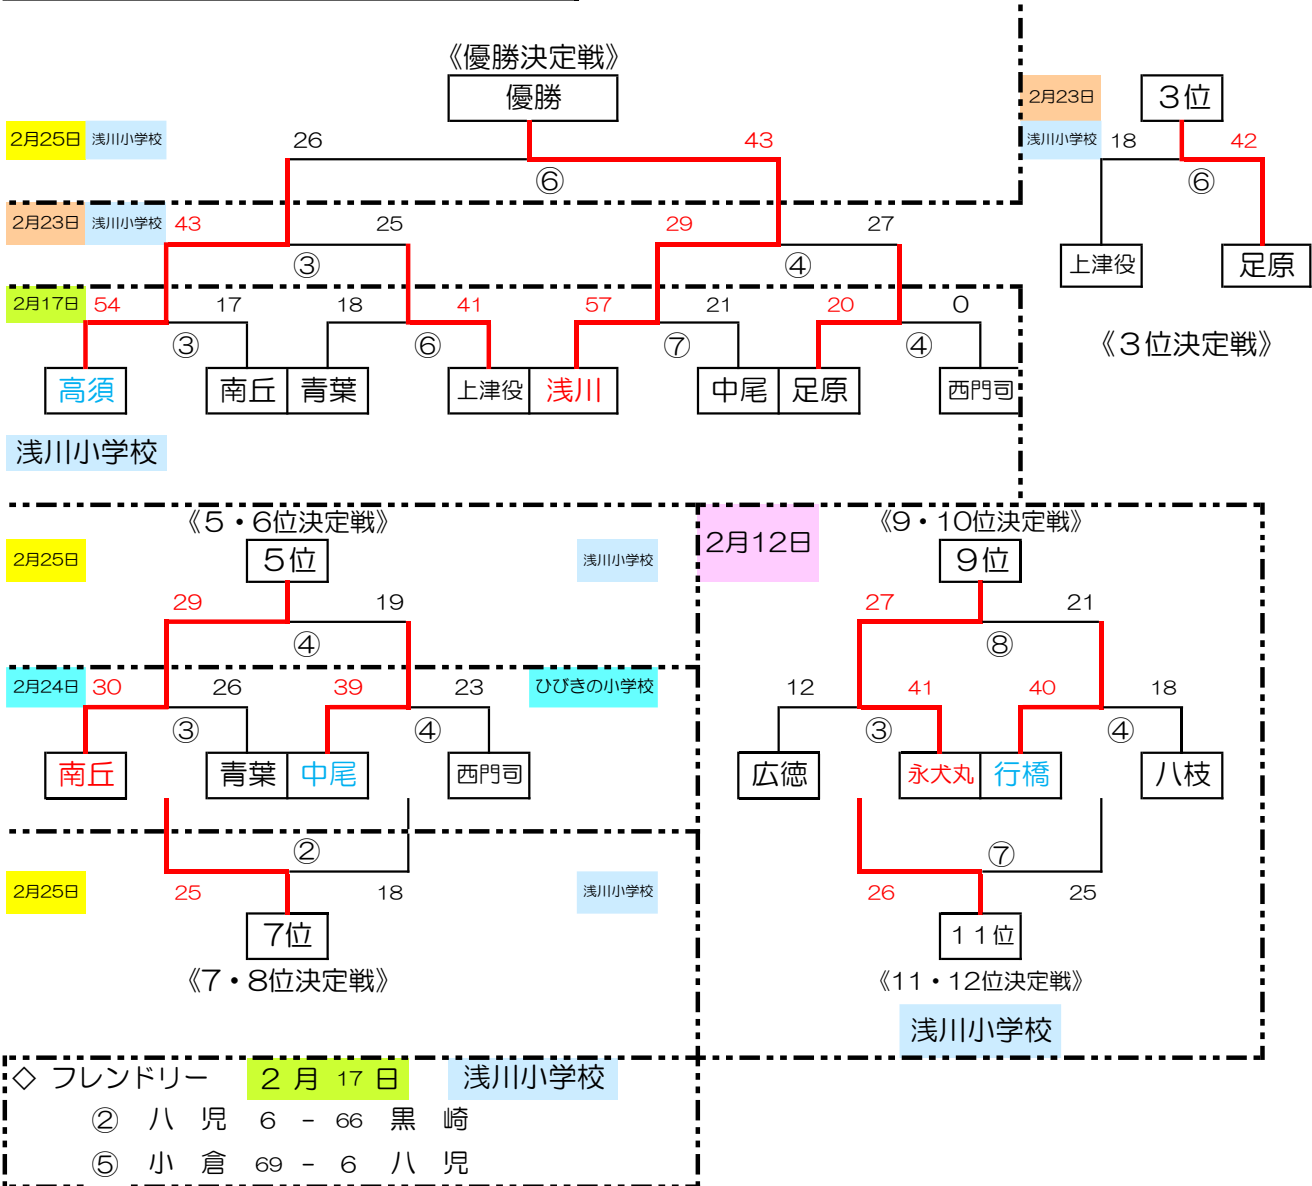 《優勝決定戦》
優勝
2月23日
3位
2月25日 浅川小学校 26 43
浅川小学校 18 42
⑥
⑥
2月23日 浅川小学校 43 25 29 27
③ ④
上津役 足原
2月17日 54 17 18 41 57 21 20 0
③ ⑥ ⑦ ④
《3位決定戦》
高須 南丘 青葉 上津役 浅川 中尾 足原 西門司
浅川小学校
《5・6位決定戦》
2月25日 5位 浅川小学校
29 19
④
2月24日 30 26 39 23 ひびきの小学校
③ ④
南丘 青葉 中尾 西門司
②
2月25日 25 18 浅川小学校
7位
《7・8位決定戦》
2月12日
《9・10位決定戦》
9位
27 21
⑧
12 41 40 18
③ ④
広徳 永犬丸 行橋 八枝
⑦
26 25
11位
《11・12位決定戦》
浅川小学校
◇ フレンドリー 2月17日 浅川小学校
② 八児 6 - 66 黒崎
⑤ 小倉 69 - 6 八児